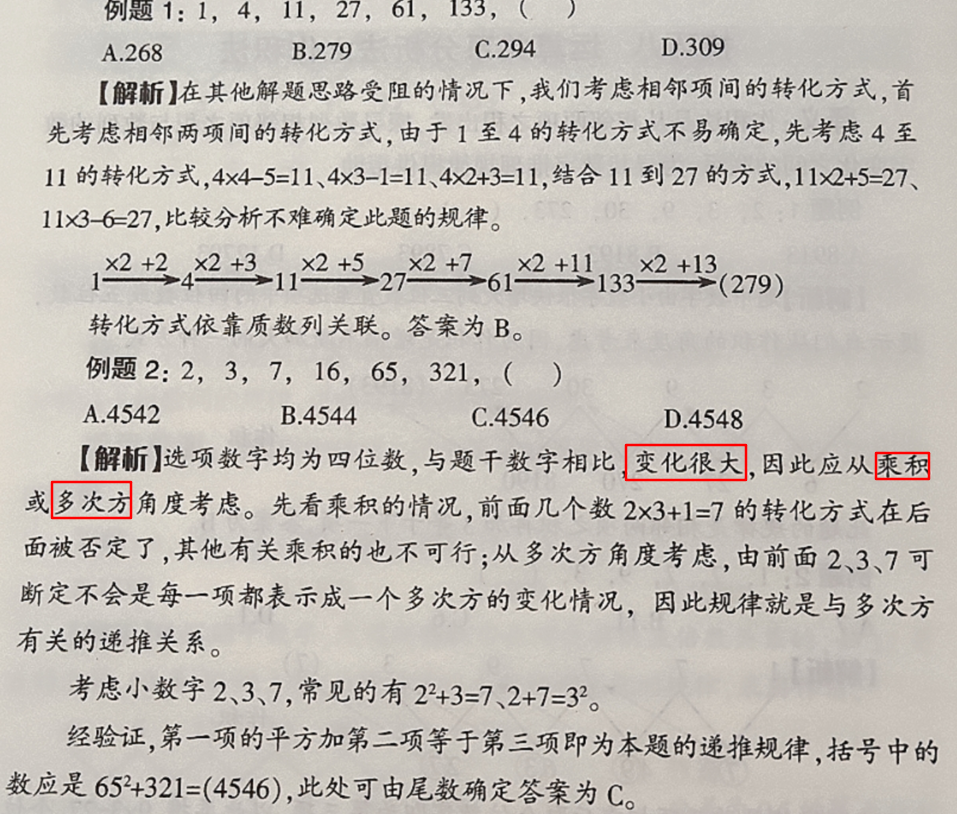 例题 1: 1, 4, 11, 27, 61, 133, ( )
A.268 B.279 C.294 D.309
【解析】在其他解题思路受阻的情况下,我们考虑相邻项间的转化方式,首
先考虑相邻两项间的转化方式,由于 1 至 4 的转化方式不易确定,先考虑 4 至
11 的转化方式,4×4–5=11、4×3–1=11、4×2+3=11,结合 11 到 27 的方式,11×2+5=27、
11×3–6=27,比较分析不难确定此题的规律。
×2 +2 ×2 +3 ×2 +5 ×2 +7 ×2 +11 ×2 +13
1→4→11→27→61→133→(279)
转化方式依靠质数列关联。答案为 B。
例题 2: 2, 3, 7, 16, 65, 321, ( )
A.4542 B.4544 C.4546 D.4548
【解析】选项数字均为四位数,与题干数字相比,变化很大,因此应从乘积
或多次方角度考虑。先看乘积的情况,前面几个数 2×3+1=7 的转化方式在后
面被否定了,其他有关乘积的也不可行;从多次方角度考虑,由前面 2、3、7 可
断定不会是每一项都表示成一个多次方的变化情况,因此规律就是与多次方
有关的递推关系。
考虑小数字 2、3、7,常见的有 2²+3=7、2+7=3²。
经验证,第一项的平方加第二项等于第三项即为本题的递推规律,括号中的
数应是 65²+321=(4546),此处可由尾数确定答案为 C。